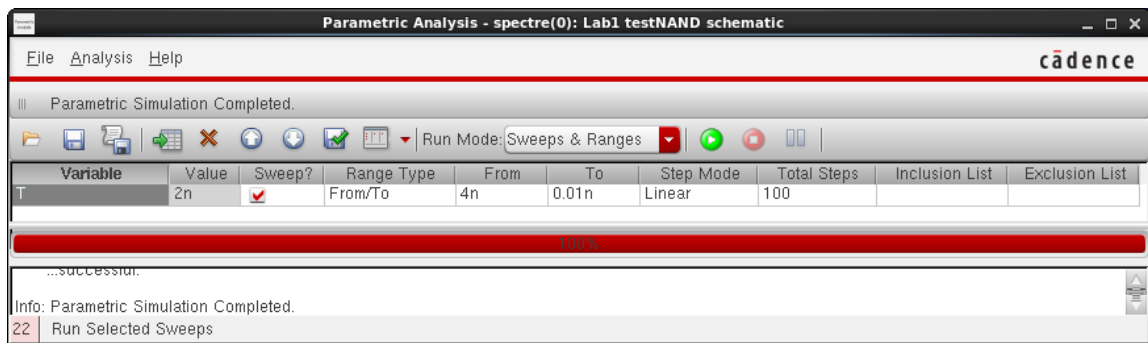 Parametric Analysis - spectre(0): Lab1 testNAND schematic
File Analysis Help
cādence
Parametric Simulation Completed.
Run Mode: Sweeps & Ranges
Variable Value Sweep? Range Type From To Step Mode Total Steps Inclusion List Exclusion List
T 2n From/To 4n 0.01n Linear 100
100%
...successful.
Info: Parametric Simulation Completed.
22 Run Selected Sweeps